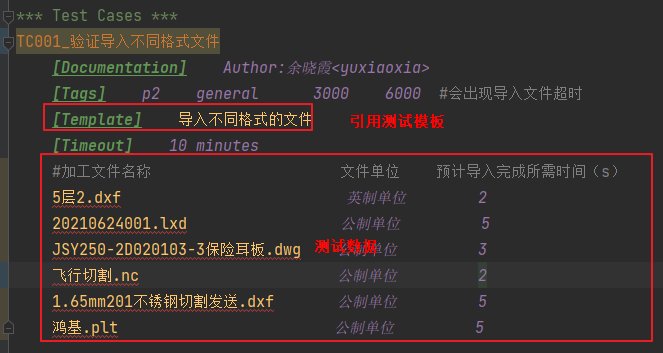 *** Test Cases ***
TC001_验证导入不同格式文件
[Documentation] Author:余晓霞<yuxiaoxia>
[Tags] p2 general 3000 6000 #会出现导入文件超时
[Template] 导入不同格式的文件 引用测试模板
[Timeout] 10 minutes
#加工文件名称 文件单位 预计导入完成所需时间（s）
5层2.dxf 英制单位 2
20210624001.lxd 公制单位 5
JSY250-2D020103-3保险耳板.dwg 公制单位 3
测试数据
飞行切割.nc 公制单位 2
1.65mm201不锈钢切割发送.dxf 公制单位 5
鸿基.plt 公制单位 5